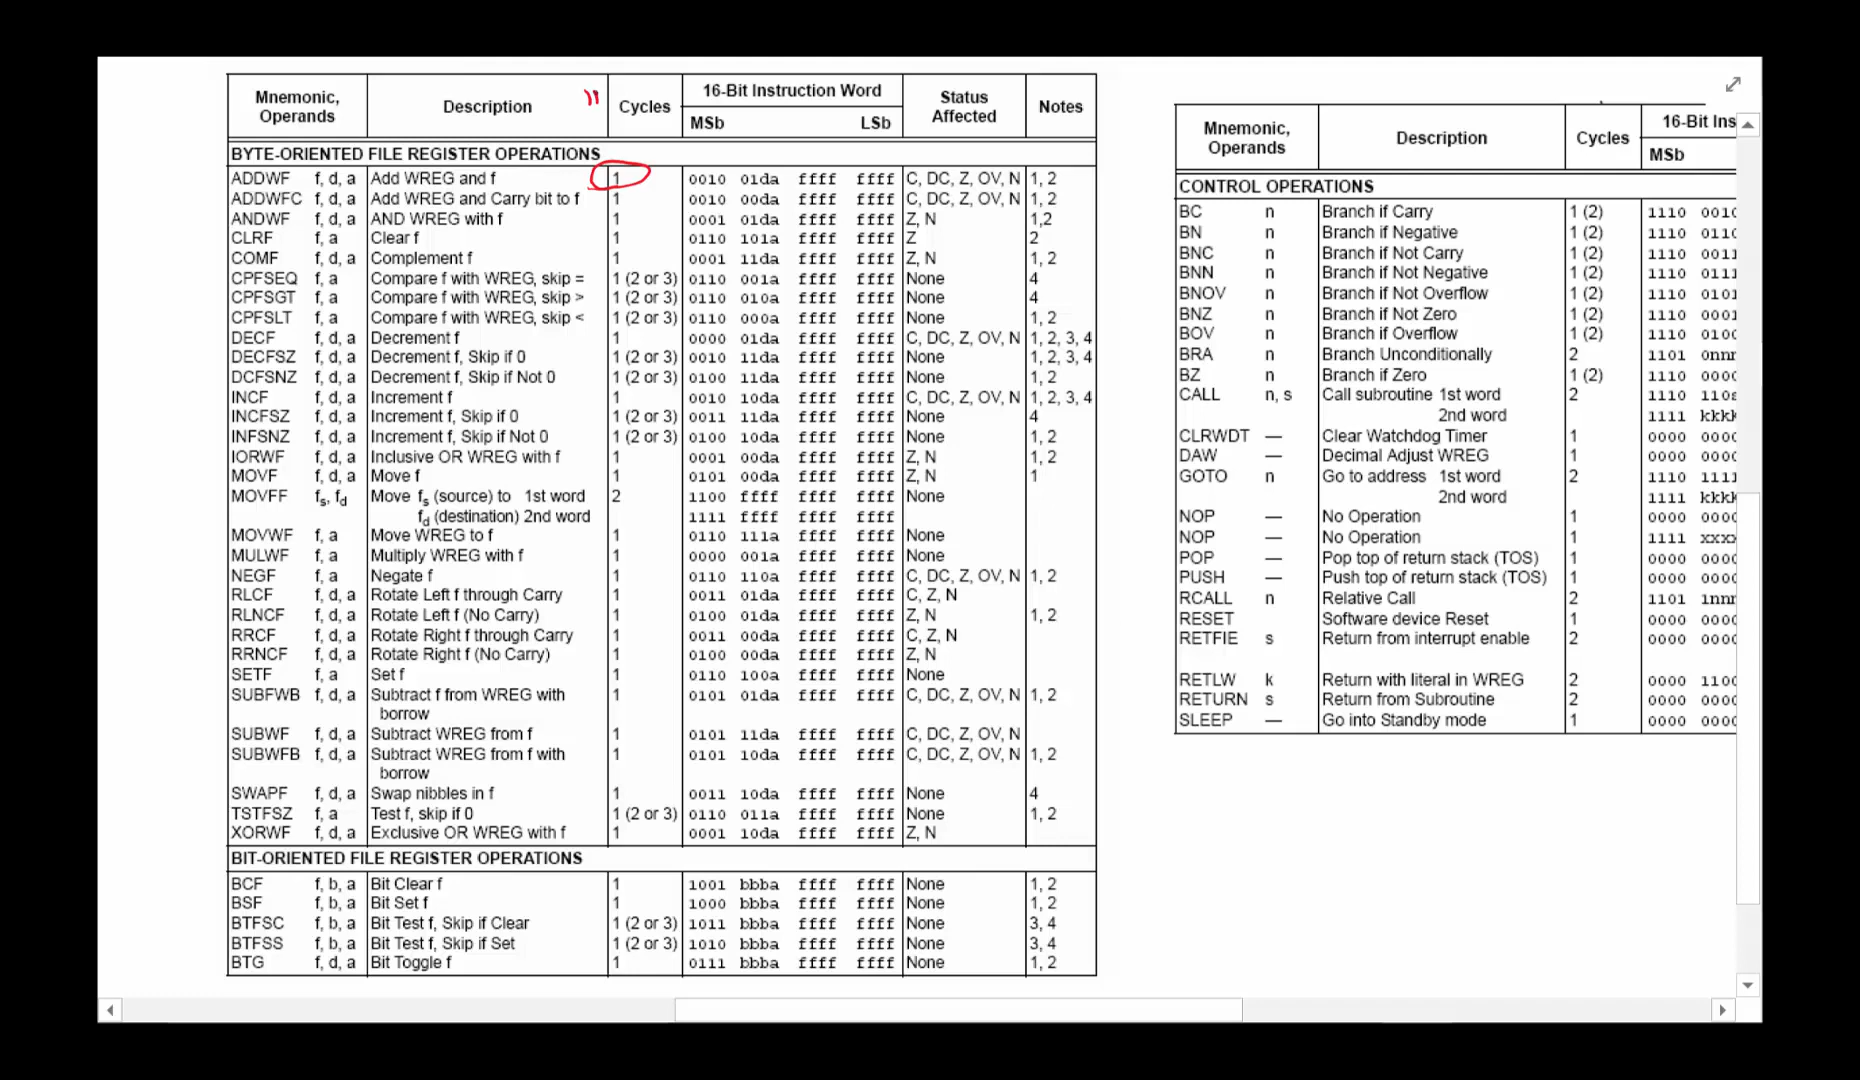 Mnemonic, Operands Description Cycles 16-Bit Instruction Word MSb LSb Status Affected Notes
BYTE-ORIENTED FILE REGISTER OPERATIONS
ADDWF f, d, a Add WREG and f 1 0010 01da ffff ffff C, DC, Z, OV, N 1, 2
ADDWFC f, d, a Add WREG and Carry bit to f 1 0010 00da ffff ffff C, DC, Z, OV, N 1, 2
ANDWF f, d, a AND WREG with f 1 0001 01da ffff ffff Z, N 1,2
CLRF f, a Clear f 1 0110 101a ffff ffff Z 2
COMF f, d, a Complement f 1 0001 11da ffff ffff Z, N 1, 2
CPFSEQ f, a Compare f with WREG, skip = 1 (2 or 3) 0110 001a ffff ffff None 4
CPFSGT f, a Compare f with WREG, skip > 1 (2 or 3) 0110 010a ffff ffff None 4
CPFSLT f, a Compare f with WREG, skip < 1 (2 or 3) 0110 000a ffff ffff None 1, 2
DECF f, d, a Decrement f 1 0000 01da ffff ffff C, DC, Z, OV, N 1, 2, 3, 4
DECFSZ f, d, a Decrement f, Skip if 0 1 (2 or 3) 0010 11da ffff ffff None 1, 2, 3, 4
DCFSNZ f, d, a Decrement f, Skip if Not 0 1 (2 or 3) 0100 11da ffff ffff None 1, 2
INCF f, d, a Increment f 1 0010 10da ffff ffff C, DC, Z, OV, N 1, 2, 3, 4
INCFSZ f, d, a Increment f, Skip if 0 1 (2 or 3) 0011 11da ffff ffff None 4
INFSNZ f, d, a Increment f, Skip if Not 0 1 (2 or 3) 0100 10da ffff ffff None 1, 2
IORWF f, d, a Inclusive OR WREG with f 1 0001 00da ffff ffff Z, N 1, 2
MOVF f, d, a Move f 1 0101 00da ffff ffff Z, N 1
MOVFF fs, fd Move fs (source) to 1st word 2 1100 ffff ffff ffff None
fd (destination) 2nd word 1111 ffff ffff ffff
MOVWF f, a Move WREG to f 1 0110 111a ffff ffff None
MULWF f, a Multiply WREG with f 1 0000 001a ffff ffff None
NEGF f, a Negate f 1 0110 110a ffff ffff C, DC, Z, OV, N 1, 2
RLCF f, d, a Rotate Left f through Carry 1 0011 01da ffff ffff C, Z, N
RLNCF f, d, a Rotate Left f (No Carry) 1 0100 01da ffff ffff Z, N 1, 2
RRCF f, d, a Rotate Right f through Carry 1 0011 00da ffff ffff C, Z, N
RRNCF f, d, a Rotate Right f (No Carry) 1 0100 00da ffff ffff Z, N
SETF f, a Set f 1 0110 100a ffff ffff None
SUBFWB f, d, a Subtract f from WREG with 1 0101 01da ffff ffff C, DC, Z, OV, N 1, 2
borrow
SUBWF f, d, a Subtract WREG from f 1 0101 11da ffff ffff C, DC, Z, OV, N
SUBWFB f, d, a Subtract WREG from f with 1 0101 10da ffff ffff C, DC, Z, OV, N 1, 2
borrow
SWAPF f, d, a Swap nibbles in f 1 0011 10da ffff ffff None 4
TSTFSZ f, a Test f, skip if 0 1 (2 or 3) 0110 011a ffff ffff None 1, 2
XORWF f, d, a Exclusive OR WREG with f 1 0001 10da ffff ffff Z, N
BIT-ORIENTED FILE REGISTER OPERATIONS
BCF f, b, a Bit Clear f 1 1001 bbba ffff ffff None 1, 2
BSF f, b, a Bit Set f 1 1000 bbba ffff ffff None 1, 2
BTFSC f, b, a Bit Test f, Skip if Clear 1 (2 or 3) 1011 bbba ffff ffff None 3, 4
BTFSS f, b, a Bit Test f, Skip if Set 1 (2 or 3) 1010 bbba ffff ffff None 3, 4
BTG f, d, a Bit Toggle f 1 0111 bbba ffff ffff None 1, 2
Mnemonic, Operands Description Cycles 16-Bit Ins MSb
CONTROL OPERATIONS
BC n Branch if Carry 1 (2) 1110 0010
BN n Branch if Negative 1 (2) 1110 0110
BNC n Branch if Not Carry 1 (2) 1110 0011
BNN n Branch if Not Negative 1 (2) 1110 0111
BNOV n Branch if Not Overflow 1 (2) 1110 0101
BNZ n Branch if Not Zero 1 (2) 1110 0001
BOV n Branch if Overflow 1 (2) 1110 0100
BRA n Branch Unconditionally 2 1101 0nnn
BZ n Branch if Zero 1 (2) 1110 0000
CALL n, s Call subroutine 1st word 2 1110 110s
2nd word 1111 kkkk
CLRWDT — Clear Watchdog Timer 1 0000 0000
DAW — Decimal Adjust WREG 1 0000 0000
GOTO n Go to address 1st word 2 1110 1111
2nd word 1111 kkkk
NOP — No Operation 1 0000 0000
NOP — No Operation 1 1111 xxxx
POP — Pop top of return stack (TOS) 1 0000 0000
PUSH — Push top of return stack (TOS) 1 0000 0000
RCALL n Relative Call 2 1101 1nnn
RESET Software device Reset 1 0000 0000
RETFIE s Return from interrupt enable 2 0000 0000
RETLW k Return with literal in WREG 2 0000 1100
RETURN s Return from Subroutine 2 0000 0000
SLEEP — Go into Standby mode 1 0000 0000